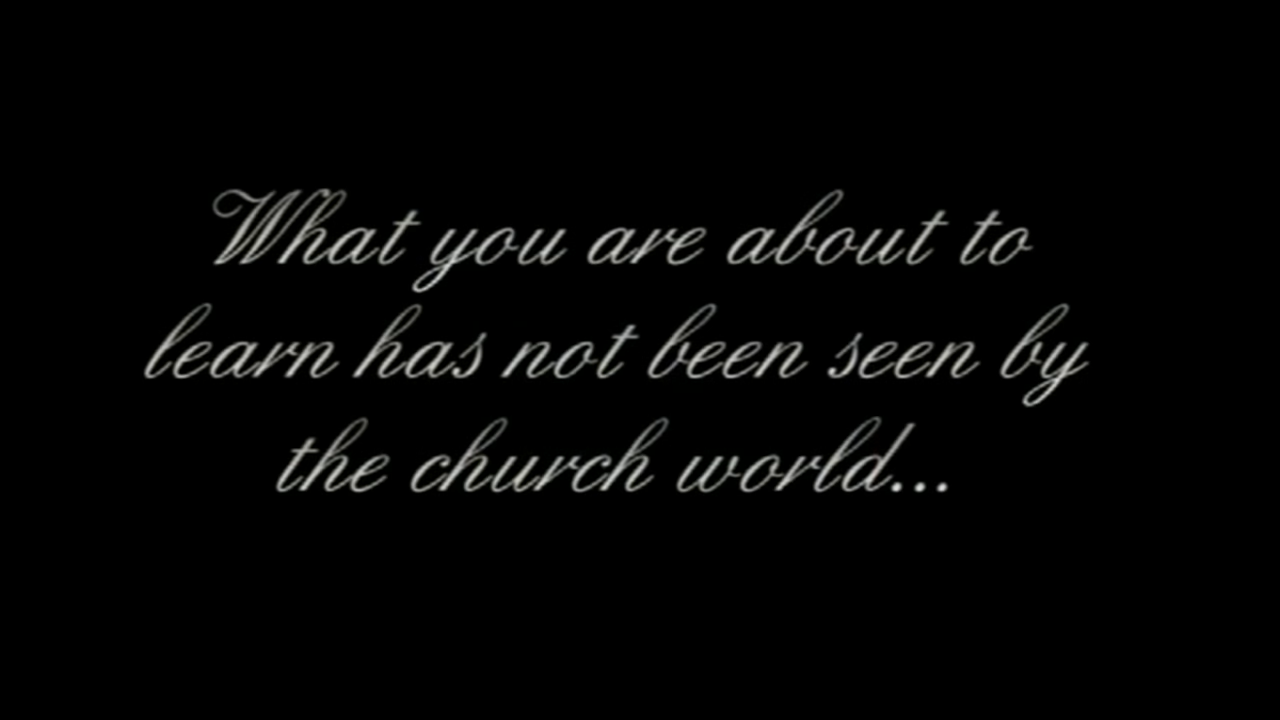 What you are about to
learn has not been seen by
the church world...